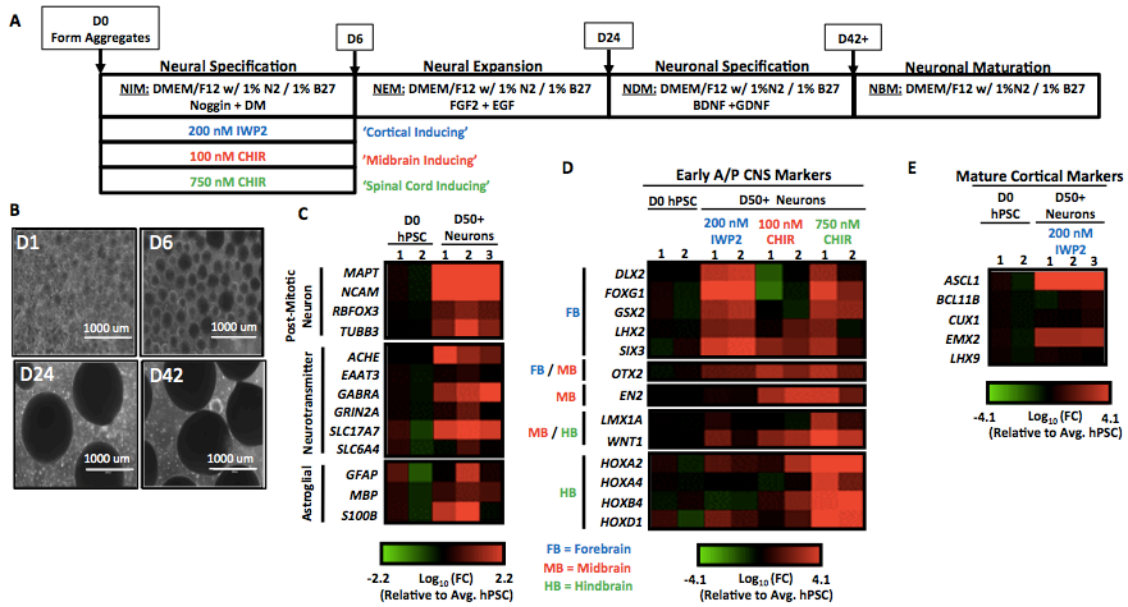 A
D0
Form Aggregates
D6
D24
D42+
Neural Specification
Neural Expansion
Neuronal Specification
Neuronal Maturation
NIM: DMEM/F12 w/ 1% N2 / 1% B27
Noggin + DM
NEM: DMEM/F12 w/ 1% N2 / 1% B27
FGF2 + EGF
NDM: DMEM/F12 w/ 1%N2 / 1% B27
BDNF +GDNF
NBM: DMEM/F12 w/ 1%N2 / 1% B27
200 nM IWP2
'Cortical Inducing'
100 nM CHIR
'Midbrain Inducing'
750 nM CHIR
'Spinal Cord Inducing'
B
D1
1000 um
D6
1000 um
D24
1000 um
D42
1000 um
C
D0
hPSC
D50+
Neurons
1 2 1 2 3
Post-Mitotic
Neuron
MAPT
NCAM
RBFOX3
TUBB3
Neurotransmitter
ACHE
EAAT3
GABRA
GRIN2A
SLC17A7
SLC6A4
Astroglial
GFAP
MBP
S100B
-2.2 Log10 (FC) 2.2
(Relative to Avg. hPSC)
D
Early A/P CNS Markers
D0 hPSC
D50+ Neurons
200 nM
IWP2
100 nM
CHIR
750 nM
CHIR
1 2 1 2 1 2 1 2
FB
DLX2
FOXG1
GSX2
LHX2
SIX3
FB / MB
OTX2
MB
EN2
MB / HB
LMX1A
WNT1
HB
HOXA2
HOXA4
HOXB4
HOXD1
FB = Forebrain
MB = Midbrain
HB = Hindbrain
-4.1 Log10 (FC) 4.1
(Relative to Avg. hPSC)
E
Mature Cortical Markers
D0
hPSC
D50+
Neurons
200 nM
IWP2
1 2 1 2 3
ASCL1
BCL11B
CUX1
EMX2
LHX9
-4.1 Log10 (FC) 4.1
(Relative to Avg. hPSC)